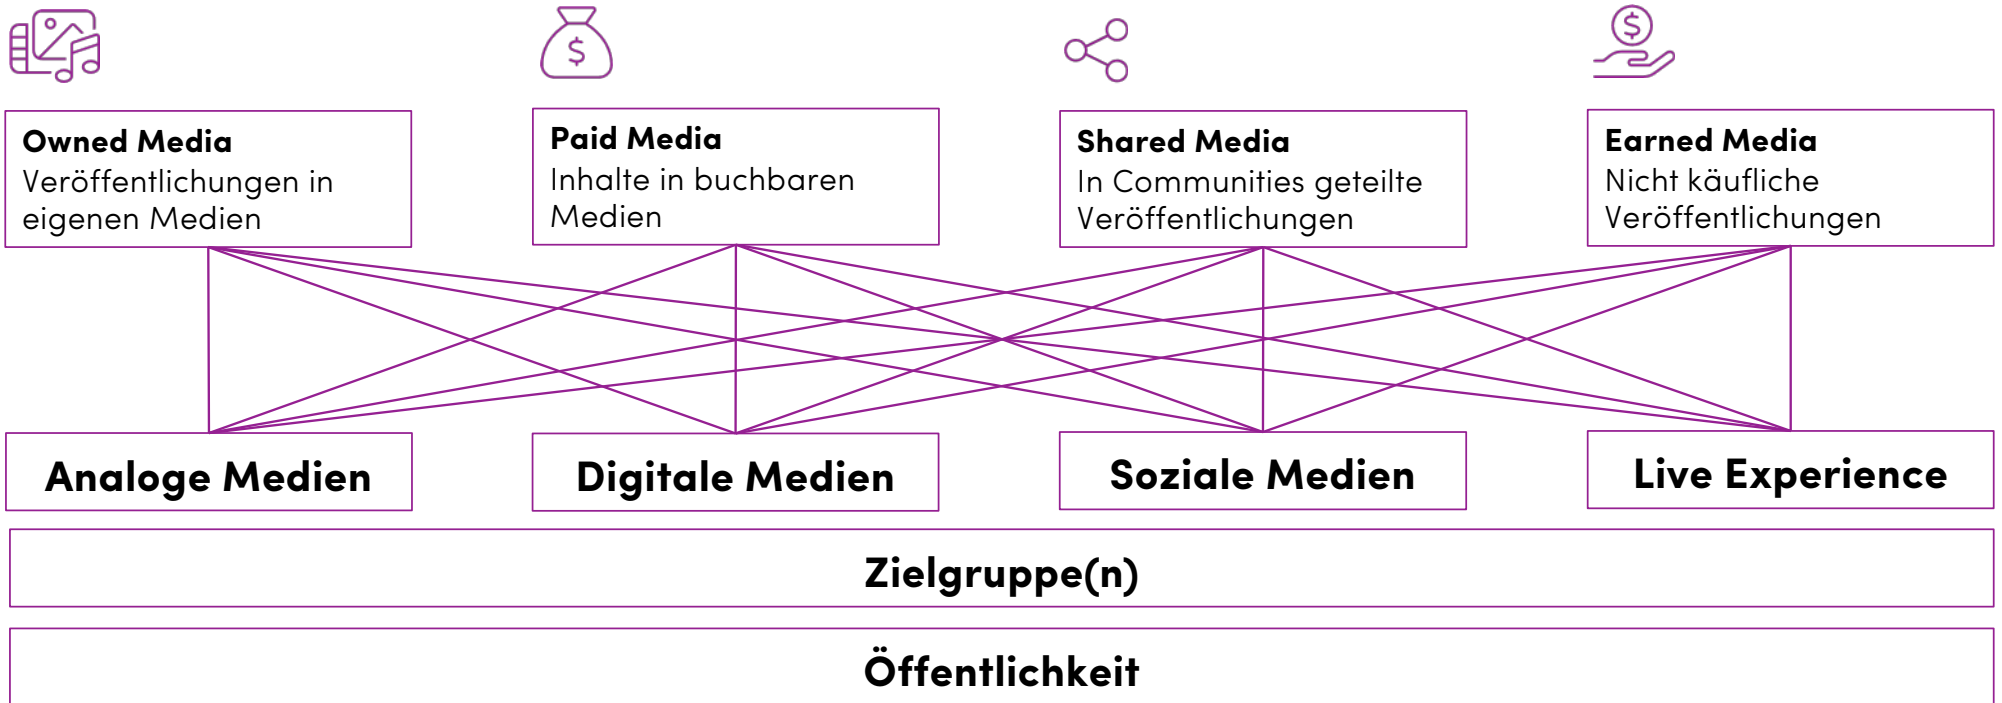 Owned Media
Veröffentlichungen in
eigenen Medien
Paid Media
Inhalte in buchbaren
Medien
Shared Media
In Communities geteilte
Veröffentlichungen
Earned Media
Nicht käufliche
Veröffentlichungen
Analoge Medien
Digitale Medien
Soziale Medien
Live Experience
Zielgruppe(n)
Öffentlichkeit